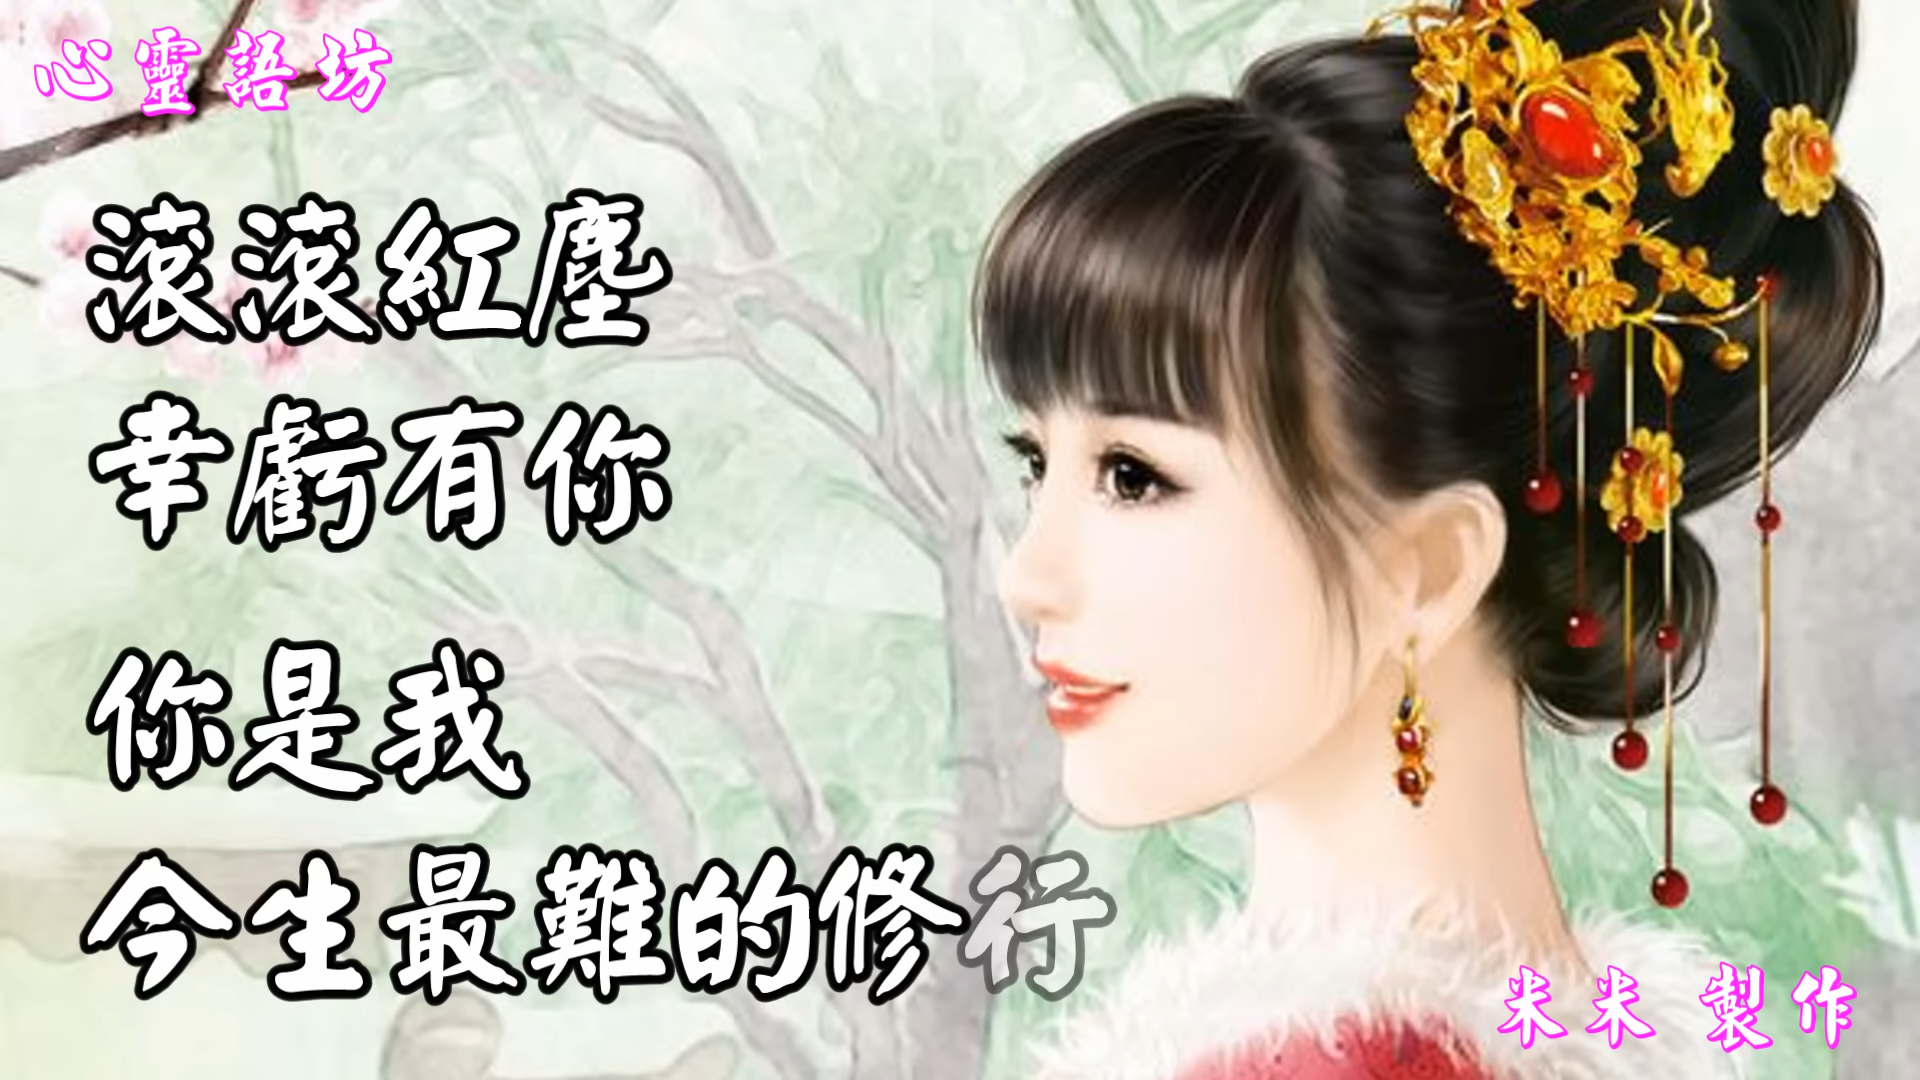 心靈語坊
滾滾紅塵
幸虧有你
你是我
今生最難的修行
米米 製作